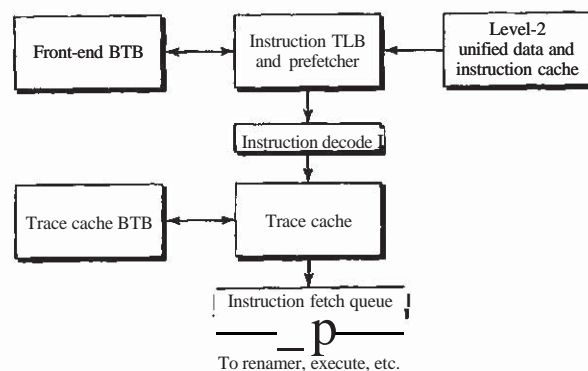 Front-end BTB
Instruction TLB
and prefetcher
Level-2
unified data and
instruction cache
Instruction decode I
Trace cache BTB
Trace cache
Instruction fetch queue
_ p
To renamer, execute, etc.